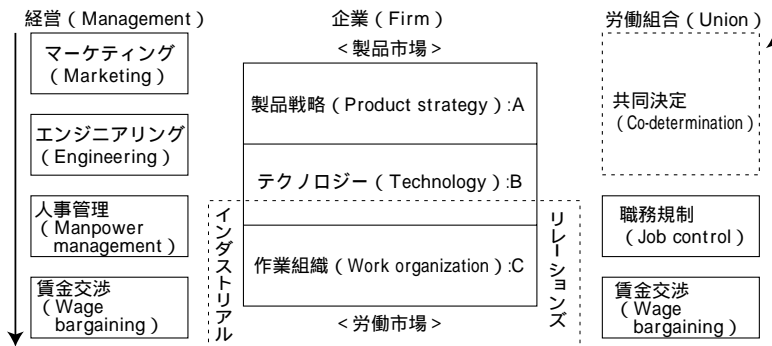 経営（Management）
マーケティング
（Marketing）
エンジニアリング
（Engineering）
人事管理
（Manpower
management）
賃金交渉
（Wage
bargaining）
企業（Firm）
＜製品市場＞
製品戦略（Product strategy）:A
テクノロジー（Technology）:B
作業組織（Work organization）:C
＜労働市場＞
インダストリアル
リレーションズ
労働組合（Union）
共同決定
（Co-determination）
職務規制
（Job control）
賃金交渉
（Wage
bargaining）